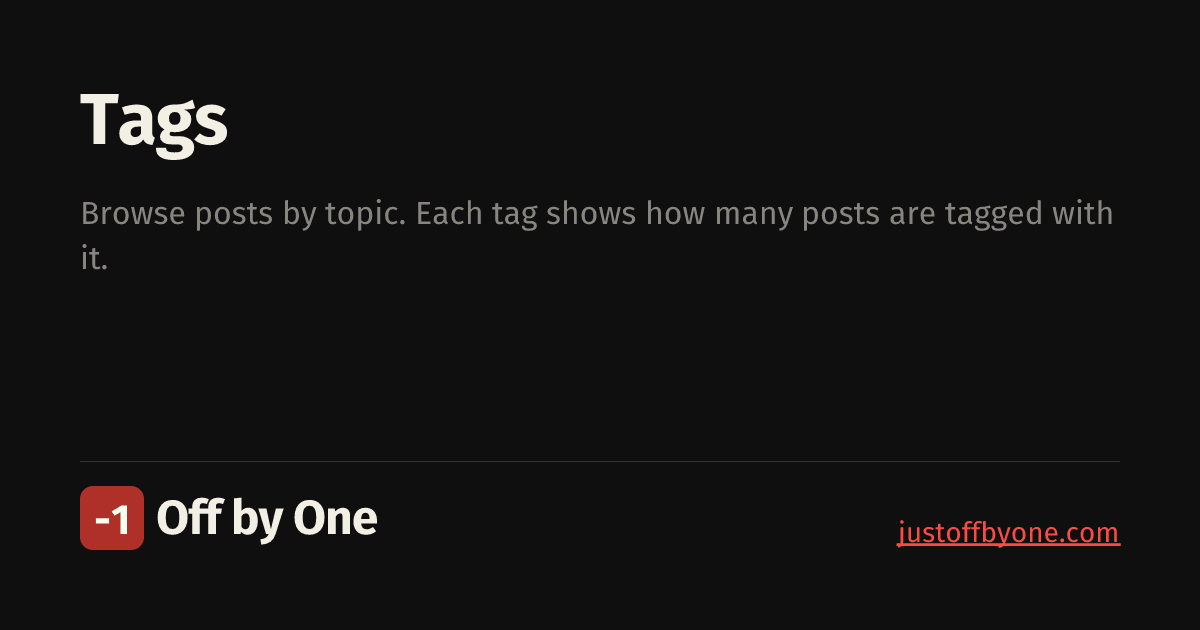 Tags
Browse posts by topic. Each tag shows how many posts are tagged with
it.
-1 Off by One
justoffbyone.com